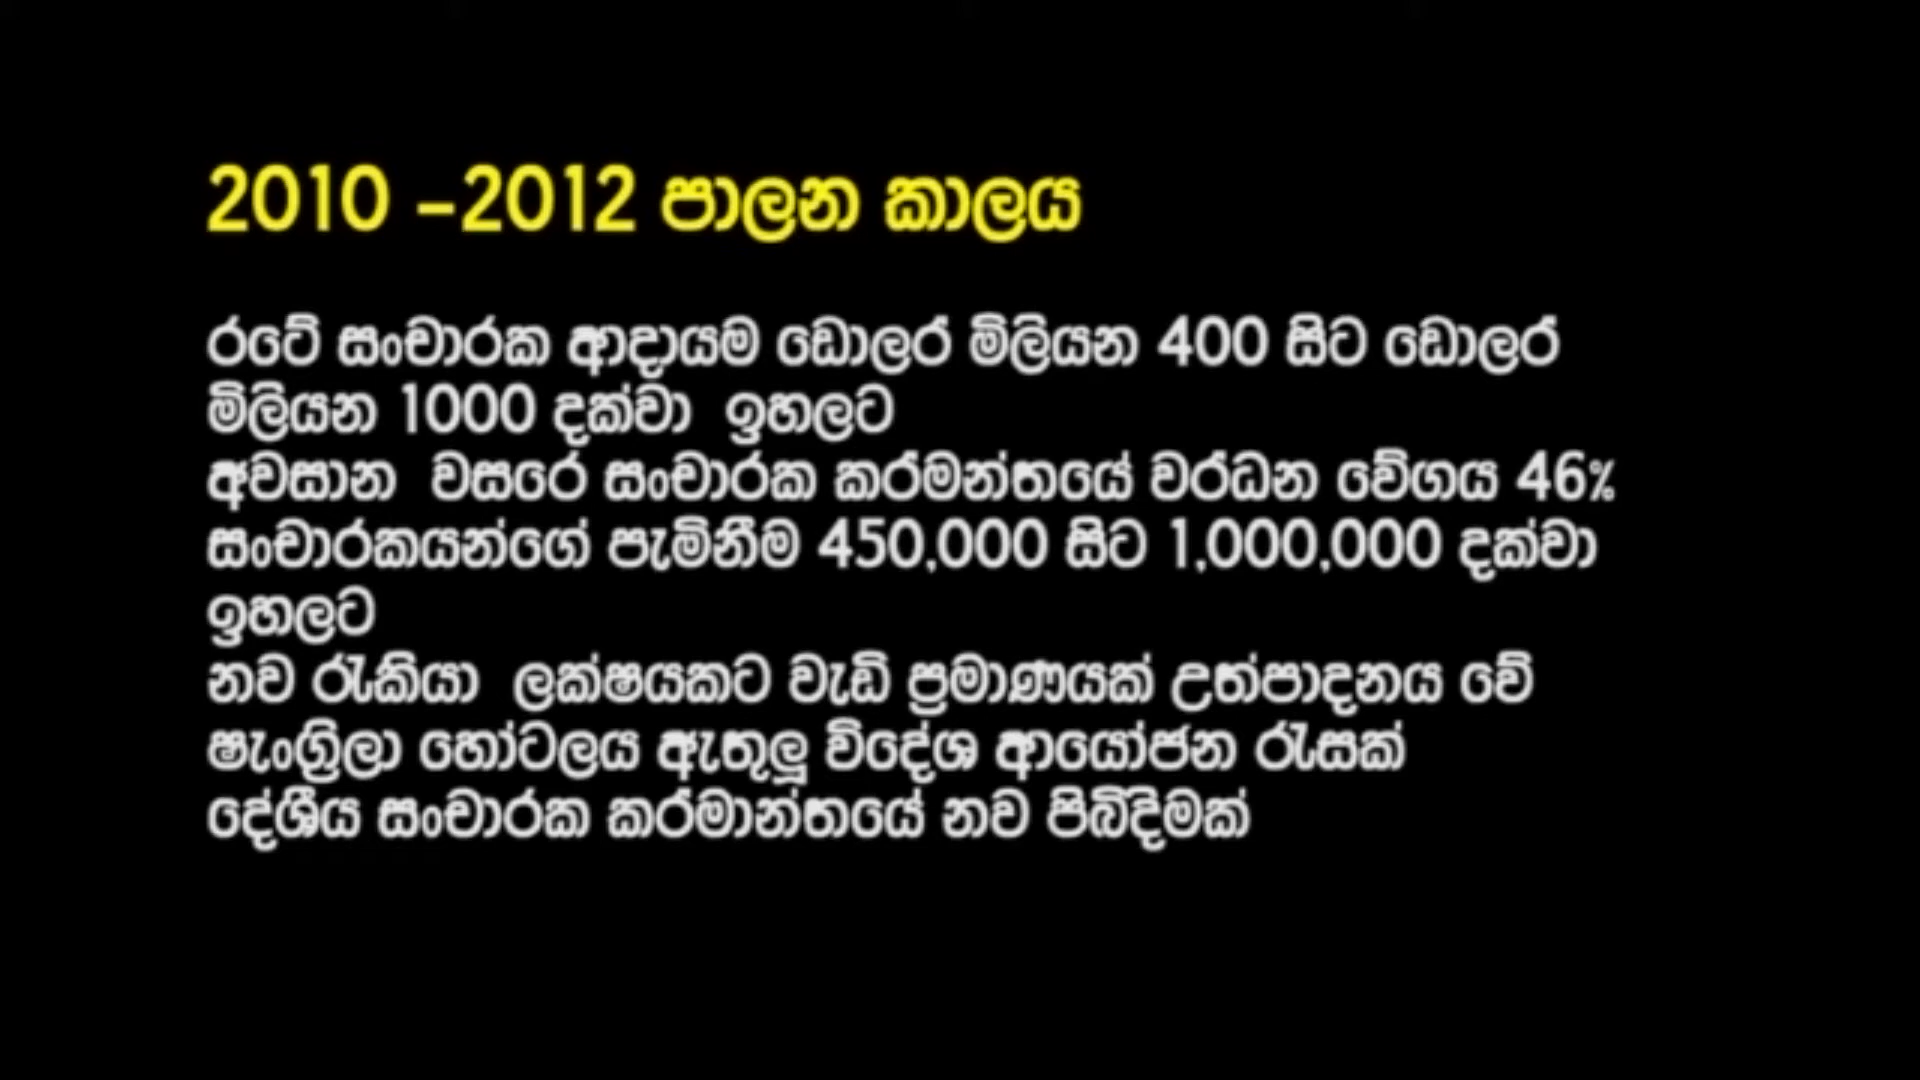 2010 –2012 පාලන කාලය
රටේ සංචාරක ආදායම ඩොලර් මිලියන 400 සිට ඩොලර්
මිලියන 1000 දක්වා ඉහලට
අවසාන වසරේ සංචාරක කර්මන්තයේ වර්ධන වේගය 46%
සංචාරකයන්ගේ පැමිනීම 450,000 සිට 1,000,000 දක්වා
ඉහලට
නව රැකියා ලක්ෂයකට වැඩි ප්‍රමාණයක් උත්පාදනය වේ
ෂැංග්‍රිලා හෝටලය ඇතුලූ විදේශ ආයෝජන රැසක්
දේශීය සංචාරක කර්මාන්තයේ නව පිබිදිමක්